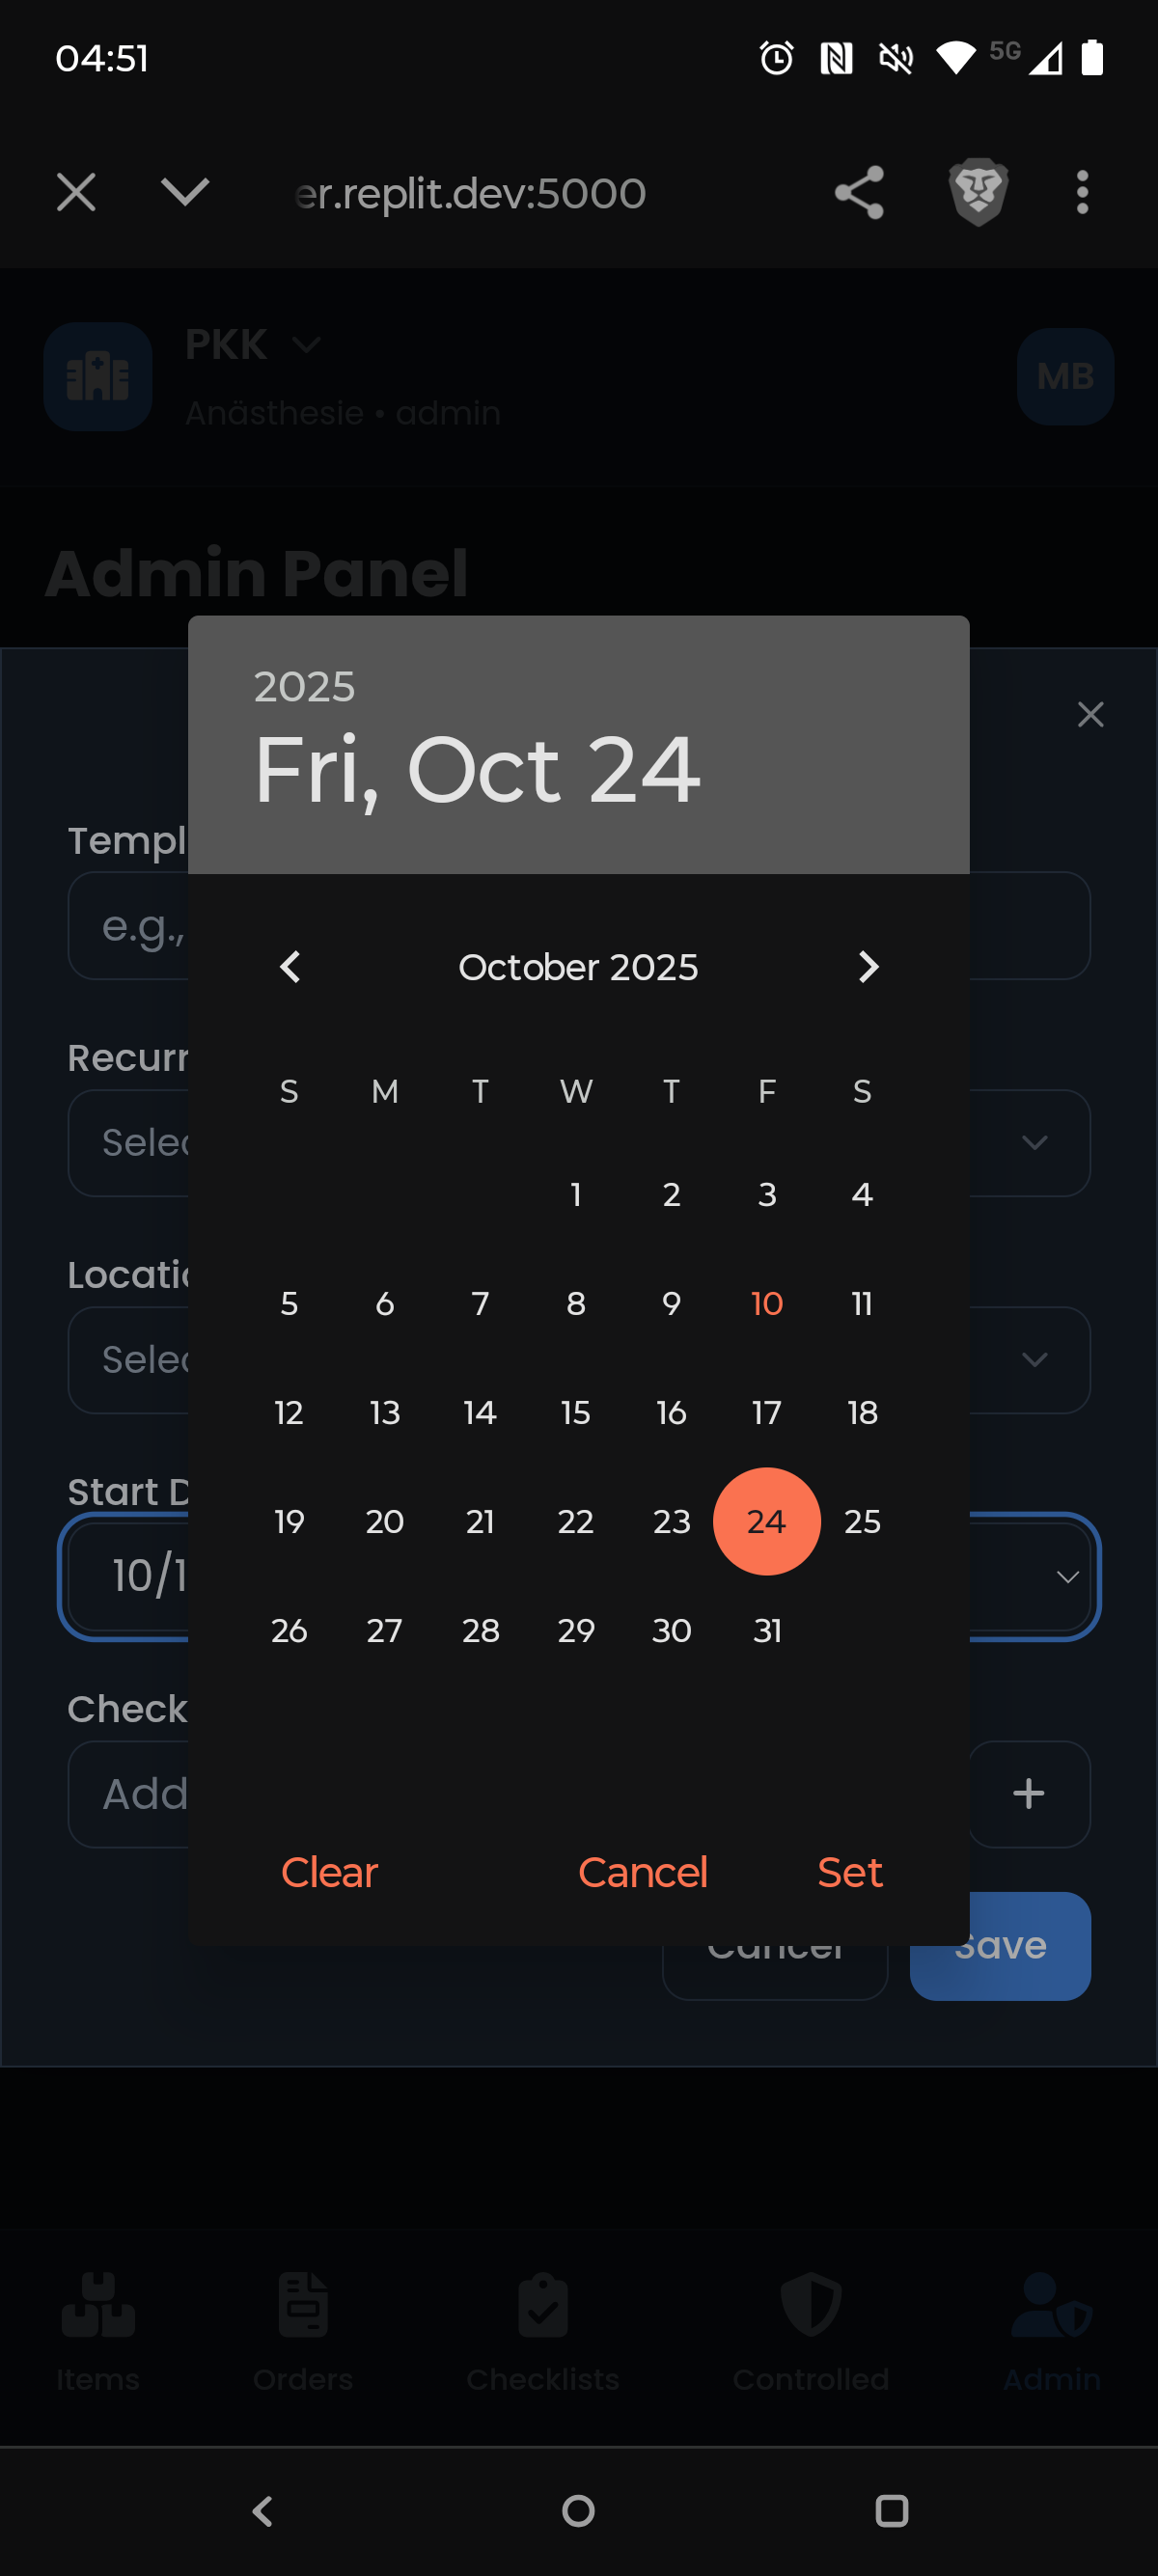 04:51
5G
er.replit.dev:5000
PKK
Anästhesie • admin
MB
Admin Panel
2025
Fri, Oct 24
Templ
e.g.,
October 2025
Recurr
S M T W T F S
Selec
1 2 3 4
Locatio
5 6 7 8 9 10 11
Selec
12 13 14 15 16 17 18
Start D
19 20 21 22 23 24 25
10/1
26 27 28 29 30 31
Check
Add
Clear Cancel Set
Cancel Save
Items Orders Checklists Controlled Admin